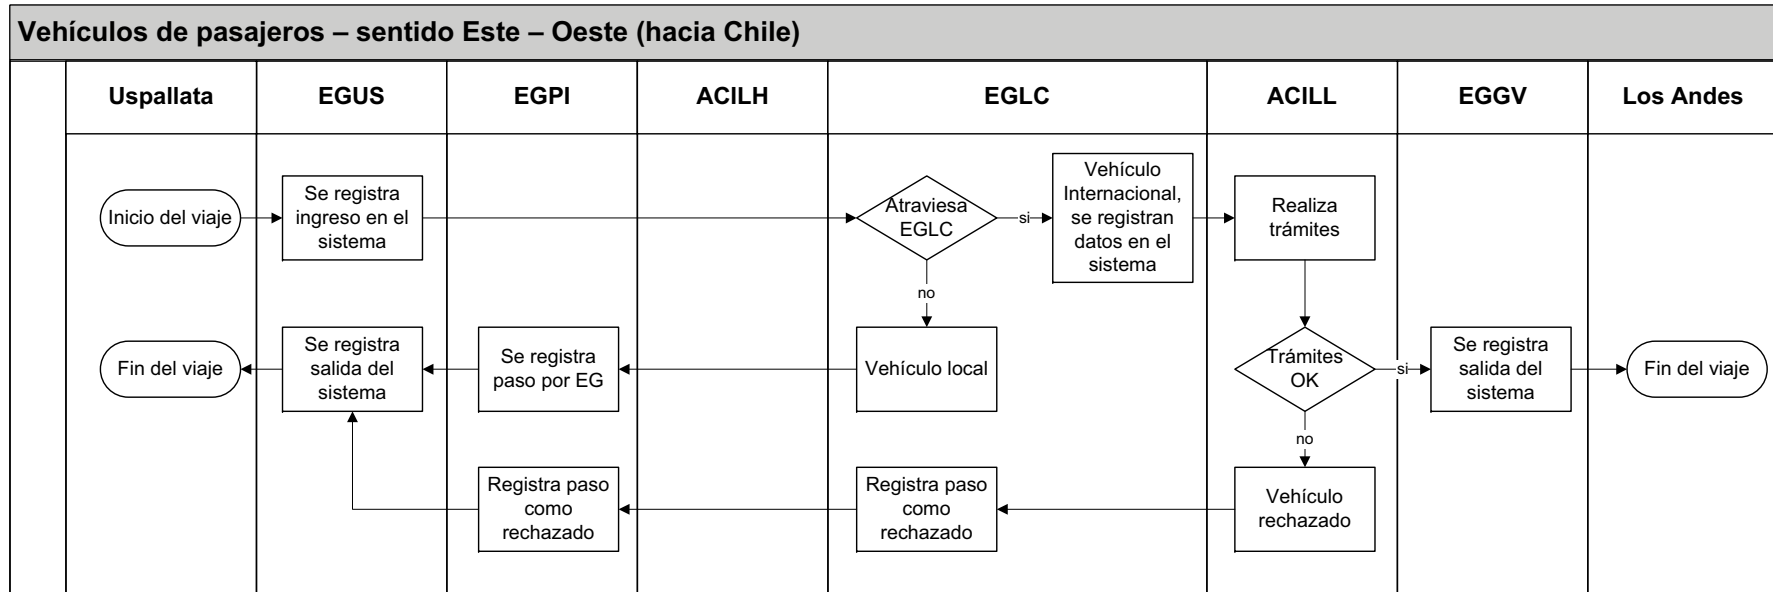 Vehículos de pasajeros – sentido Este – Oeste (hacia Chile)
Uspallata
EGUS
EGPI
ACILH
EGLC
ACILL
EGGV
Los Andes
Inicio del viaje
Se registra
ingreso en el
sistema
Atraviesa
EGLC
si
Vehículo
Internacional,
se registran
datos en el
sistema
Realiza
trámites
no
Fin del viaje
Se registra
salida del
sistema
Se registra
paso por EG
Vehículo local
Trámites
OK
si
Se registra
salida del
sistema
Fin del viaje
no
Registra paso
como
rechazado
Registra paso
como
rechazado
Vehículo
rechazado